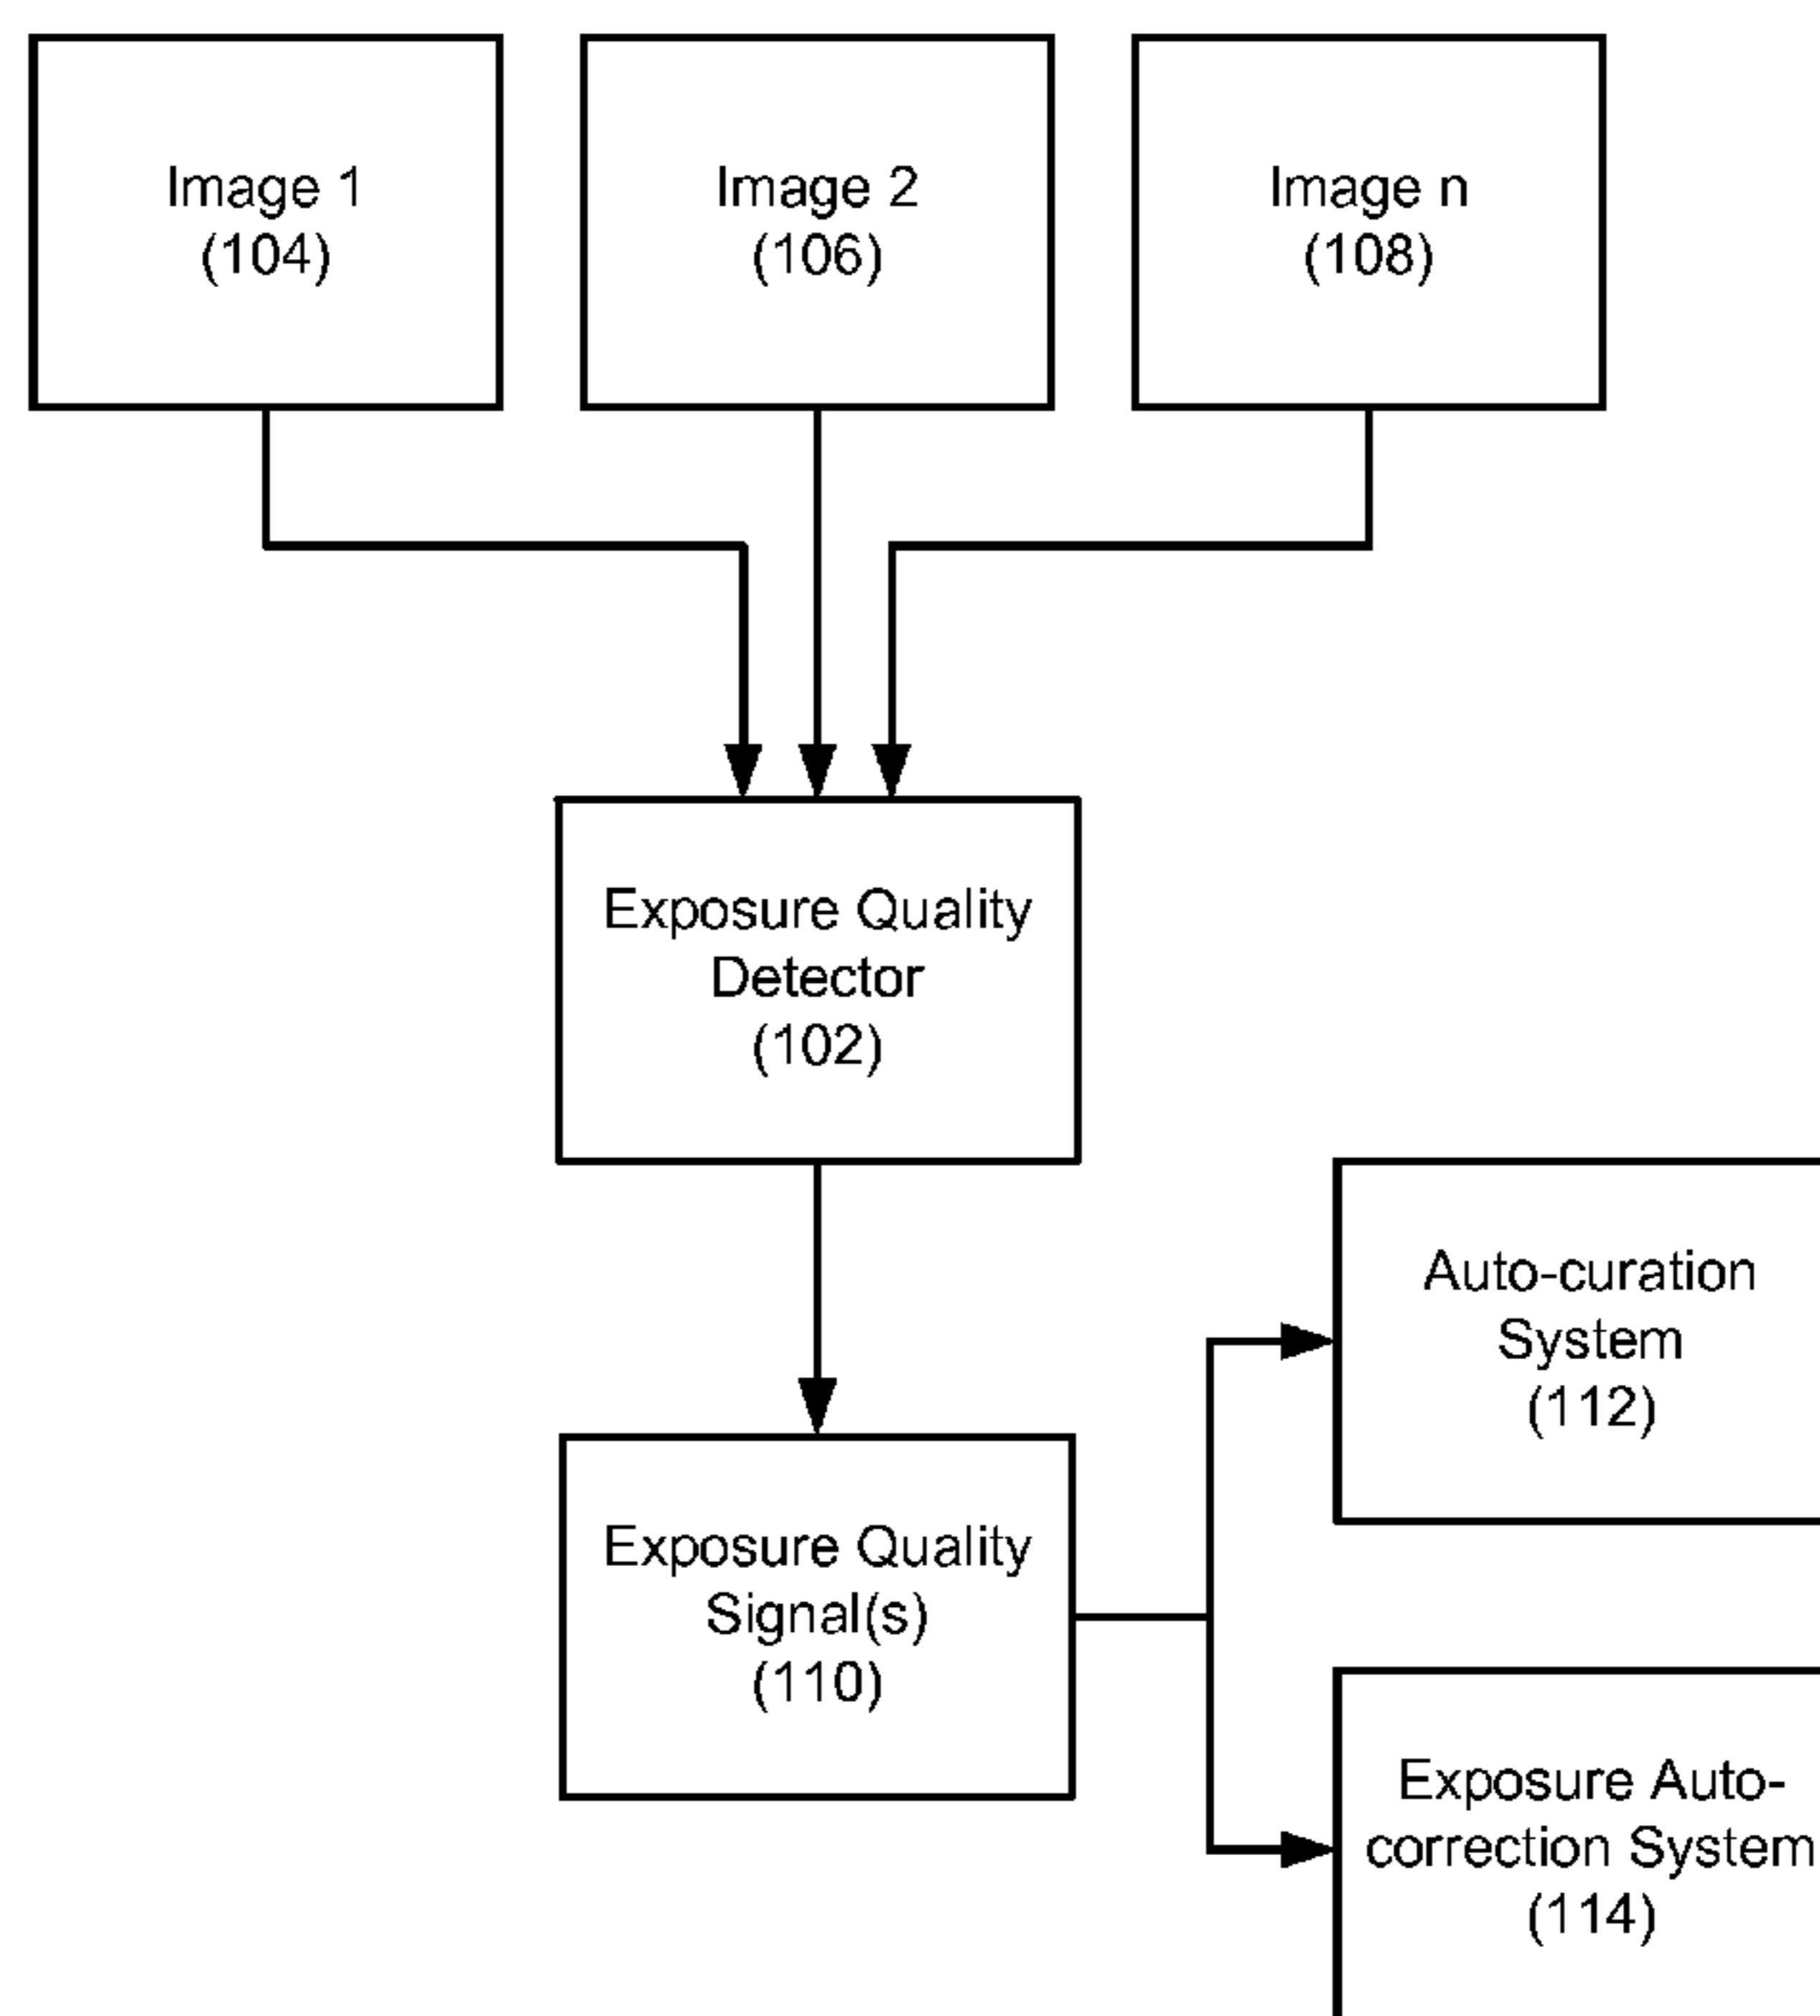 Image 1
(104)
Image 2
(106)
Image n
(108)
Exposure Quality
Detector
(102)
Auto-curation
System
(112)
Exposure Quality
Signal(s)
(110)
Exposure Auto-
correction System
(114)